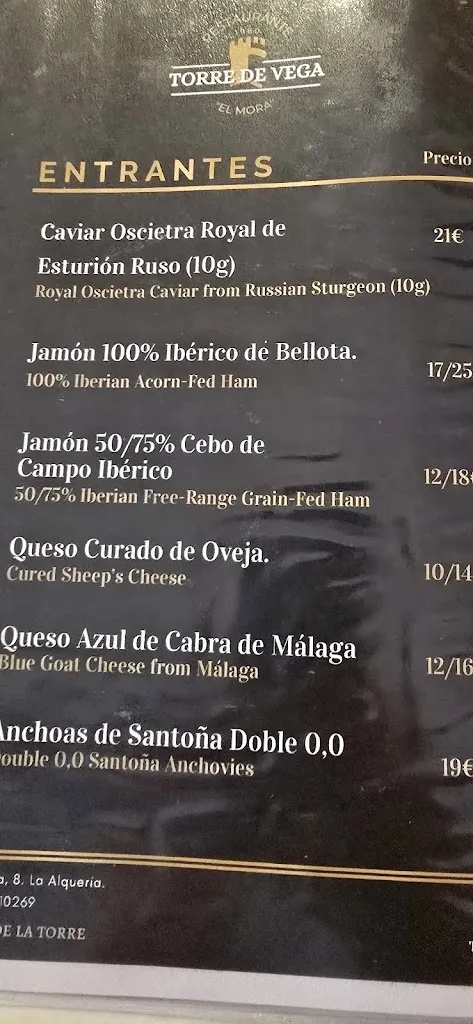 RESTAURANTE
1980
TORRE DE VEGA
"EL MORA"
ENTRANTES
Precio
Caviar Oscietra Royal de
21€
Esturión Ruso (10g)
Royal Oscietra Caviar from Russian Sturgeon (10g)
Jamón 100% Ibérico de Bellota.
17/25
100% Iberian Acorn-Fed Ham
Jamón 50/75% Cebo de
Campo Ibérico
12/18€
50/75% Iberian Free-Range Grain-Fed Ham
Queso Curado de Oveja.
10/14
Cured Sheep's Cheese
Queso Azul de Cabra de Málaga
12/16
Blue Goat Cheese from Málaga
Anchoas de Santoña Doble 0,0
19€
Double 0,0 Santoña Anchovies
a, 8. La Alquería.
10269
DE LA TORRE